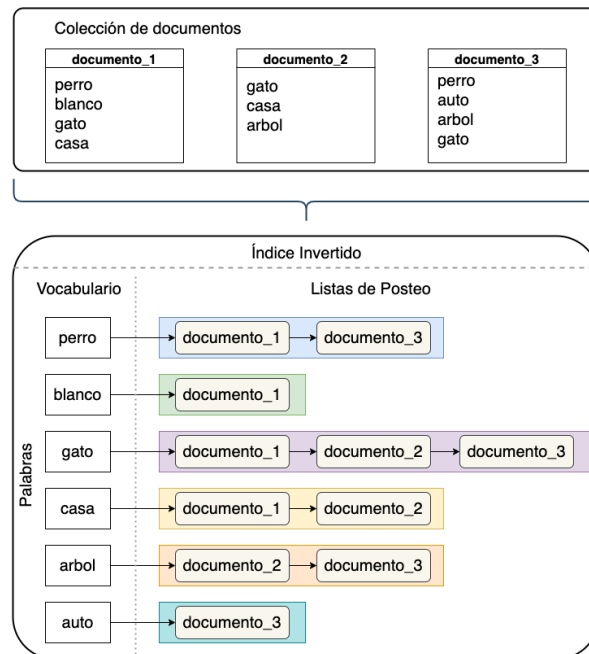 Colección de documentos
documento_1
perro
blanco
gato
casa
documento_2
gato
casa
arbol
documento_3
perro
auto
arbol
gato
Índice Invertido
Vocabulario
Listas de Posteo
Palabras
perro documento_1 documento_3
blanco documento_1
gato documento_1 documento_2 documento_3
casa documento_1 documento_2
arbol documento_2 documento_3
auto documento_3